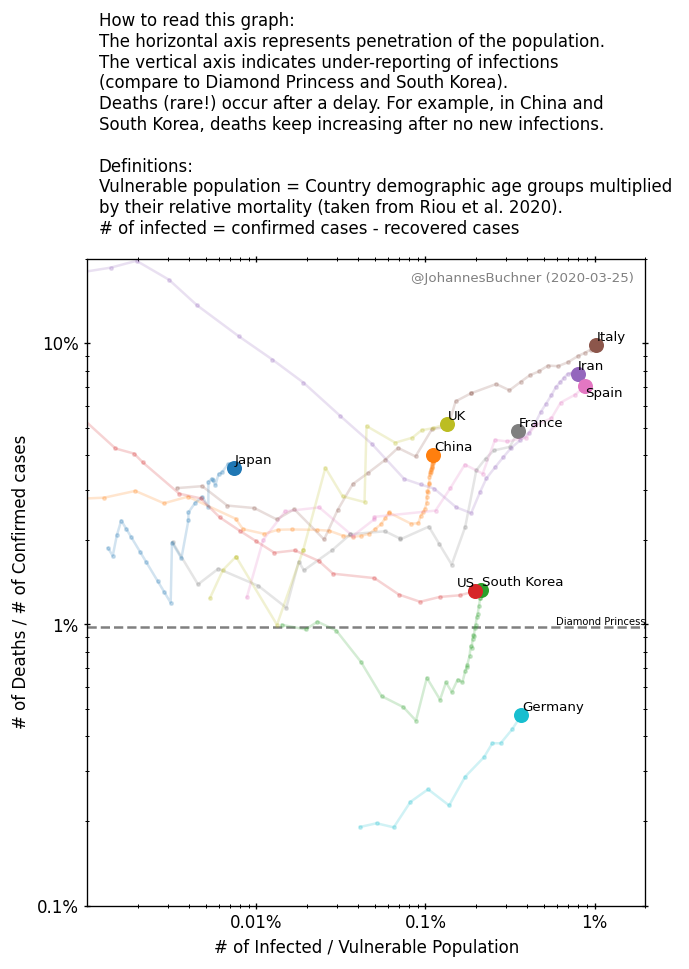 How to read this graph:
The horizontal axis represents penetration of the population.
The vertical axis indicates under-reporting of infections
(compare to Diamond Princess and South Korea).
Deaths (rare!) occur after a delay. For example, in China and
South Korea, deaths keep increasing after no new infections.
Definitions:
Vulnerable population = Country demographic age groups multiplied
by their relative mortality (taken from Riou et al. 2020).
# of infected = confirmed cases - recovered cases
@JohannesBuchner (2020-03-25)
Italy
10%
Iran
Spain
UK
France
China
Japan
US
South Korea
1%
Diamond Princess
Germany
0.1%
# of Deaths / # of Confirmed cases
0.01%
0.1%
1%
# of Infected / Vulnerable Population